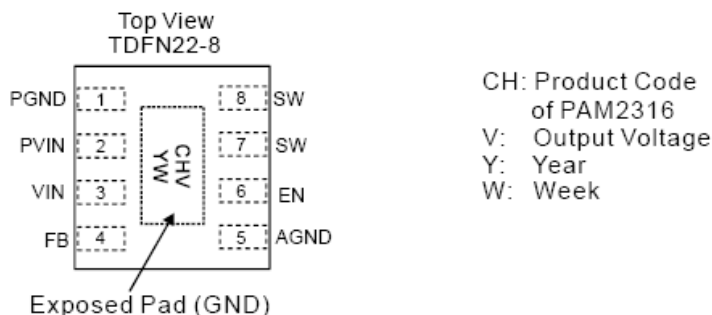 Top View
TDFN22-8
PGND 1 8 SW
PVIN 2 7 SW
VIN 3 6 EN
FB 4 5 AGND
CHV
YW
Exposed Pad (GND)
CH: Product Code
of PAM2316
V: Output Voltage
Y: Year
W: Week